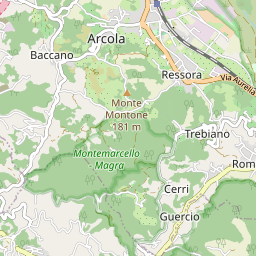 Arcola
Baccano
Ressora
Via Aurelia
Monte
Montone
181 m
Trebiano
Montemarcello
Magra
Rom
Cerri
Guercio